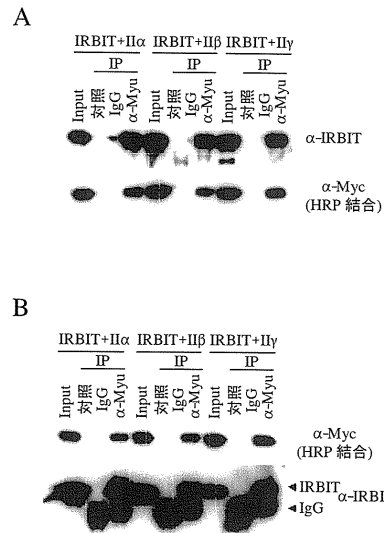 A
IRBIT+IIα IRBIT+IIβ IRBIT+IIγ
IP IP IP
Input 対照 IgG α-Myu Input 対照 IgG α-Myu Input 対照 IgG α-Myu
α-IRBIT
α-Myc
(HRP 結合)
B
IRBIT+IIα IRBIT+IIβ IRBIT+IIγ
IP IP IP
Input 対照 IgG α-Myu Input 対照 IgG α-Myu Input 対照 IgG α-Myu
α-Myc
(HRP 結合)
IRBIT α-IRBI
IgG